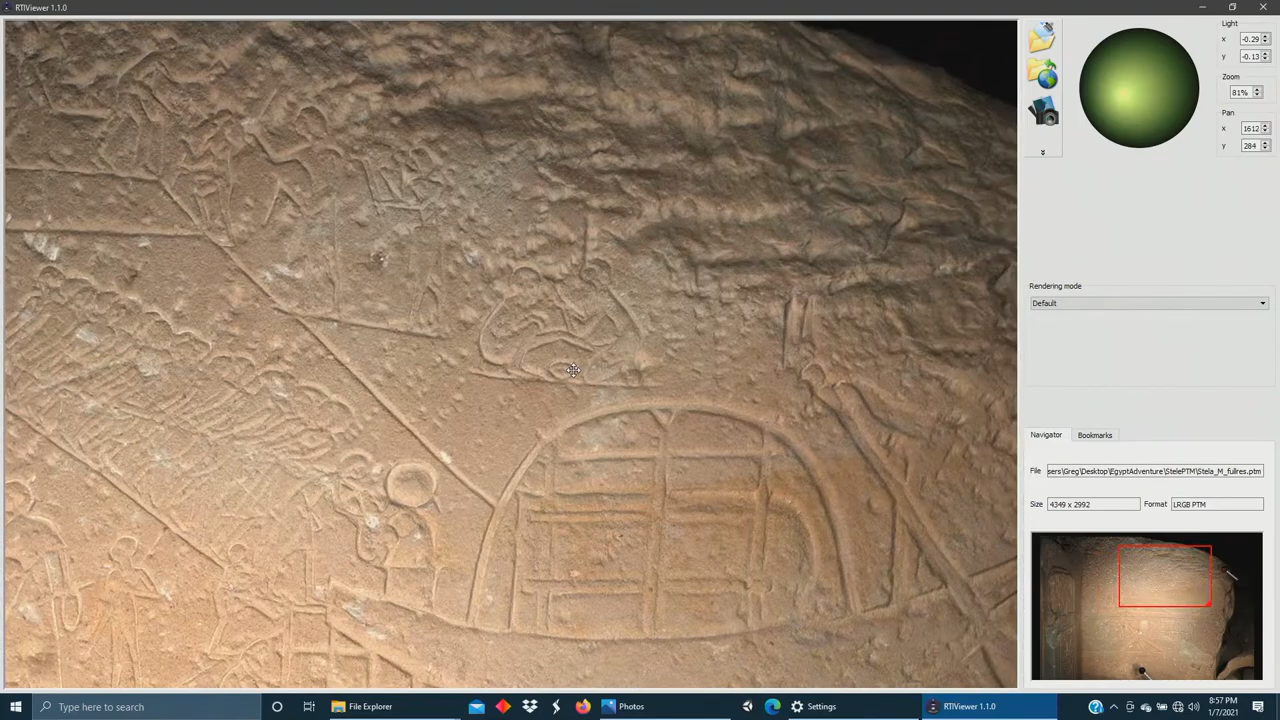 RTIViewer 1.1.0
Light
x -0.29
y -0.13
Zoom
81%
Pan
x 1612
y 284
Rendering mode
Default
Navigator Bookmarks
File sers\Greg\Desktop\EgyptAdventure\StelePTM\Stela_M_fullres.ptm
Size 4349 x 2992 Format LRGB PTM
Type here to search
File Explorer
Photos
Settings
RTIViewer 1.1.0
8:57 PM
1/7/2021